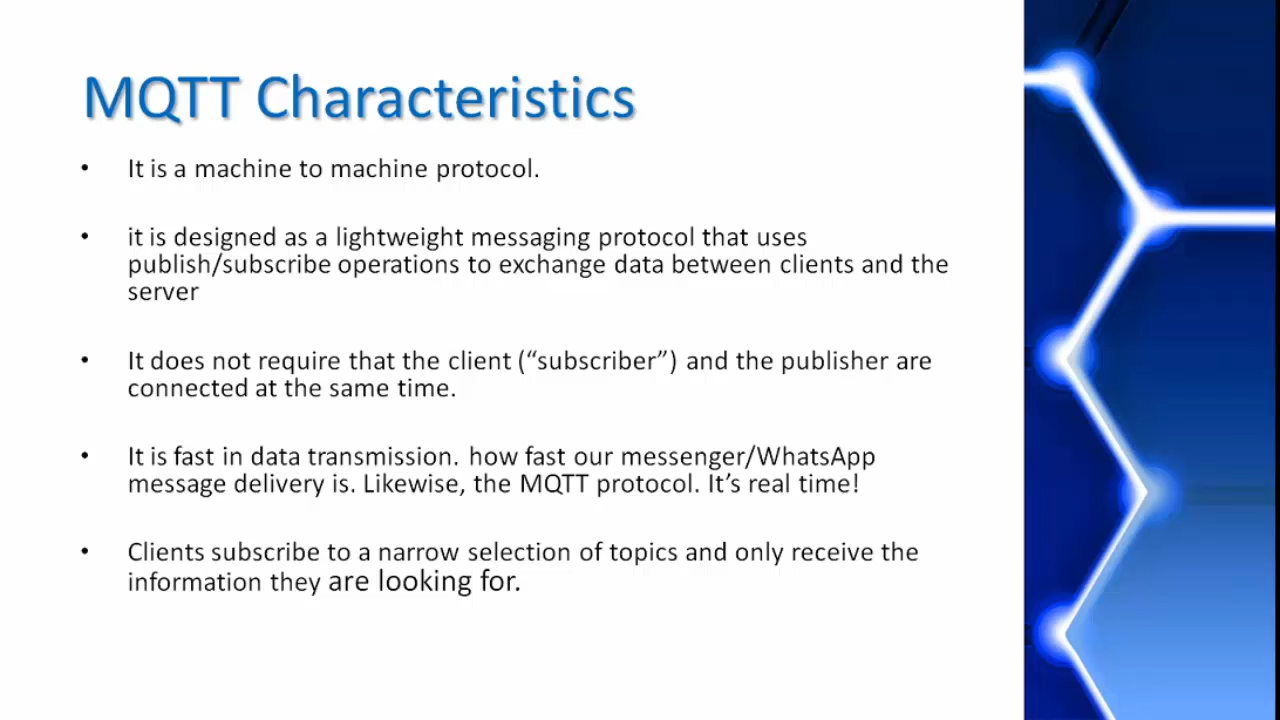 MQTT Characteristics
• It is a machine to machine protocol.
• it is designed as a lightweight messaging protocol that uses
publish/subscribe operations to exchange data between clients and the
server
• It does not require that the client (“subscriber”) and the publisher are
connected at the same time.
• It is fast in data transmission. how fast our messenger/WhatsApp
message delivery is. Likewise, the MQTT protocol. It’s real time!
• Clients subscribe to a narrow selection of topics and only receive the
information they are looking for.